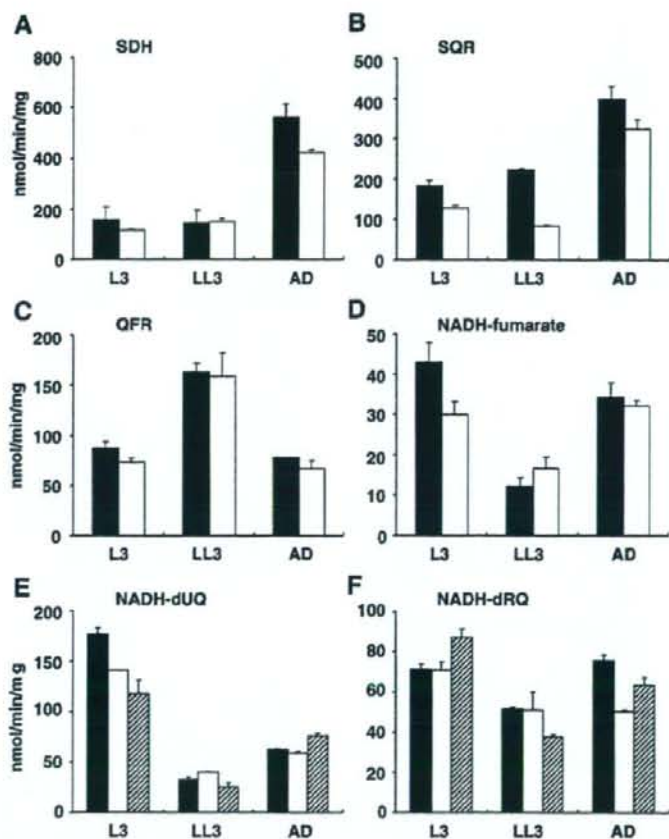 A
SDH
nmol/min/mg
800
600
400
200
0
L3 LL3 AD
B
SQR
500
400
300
200
100
0
L3 LL3 AD
C
QFR
nmol/min/mg
200
150
100
50
0
L3 LL3 AD
D
NADH-fumarate
50
40
30
20
10
0
L3 LL3 AD
E
NADH-dUQ
nmol/min/mg
200
150
100
50
0
L3 LL3 AD
F
NADH-dRQ
100
80
60
40
20
0
L3 LL3 AD